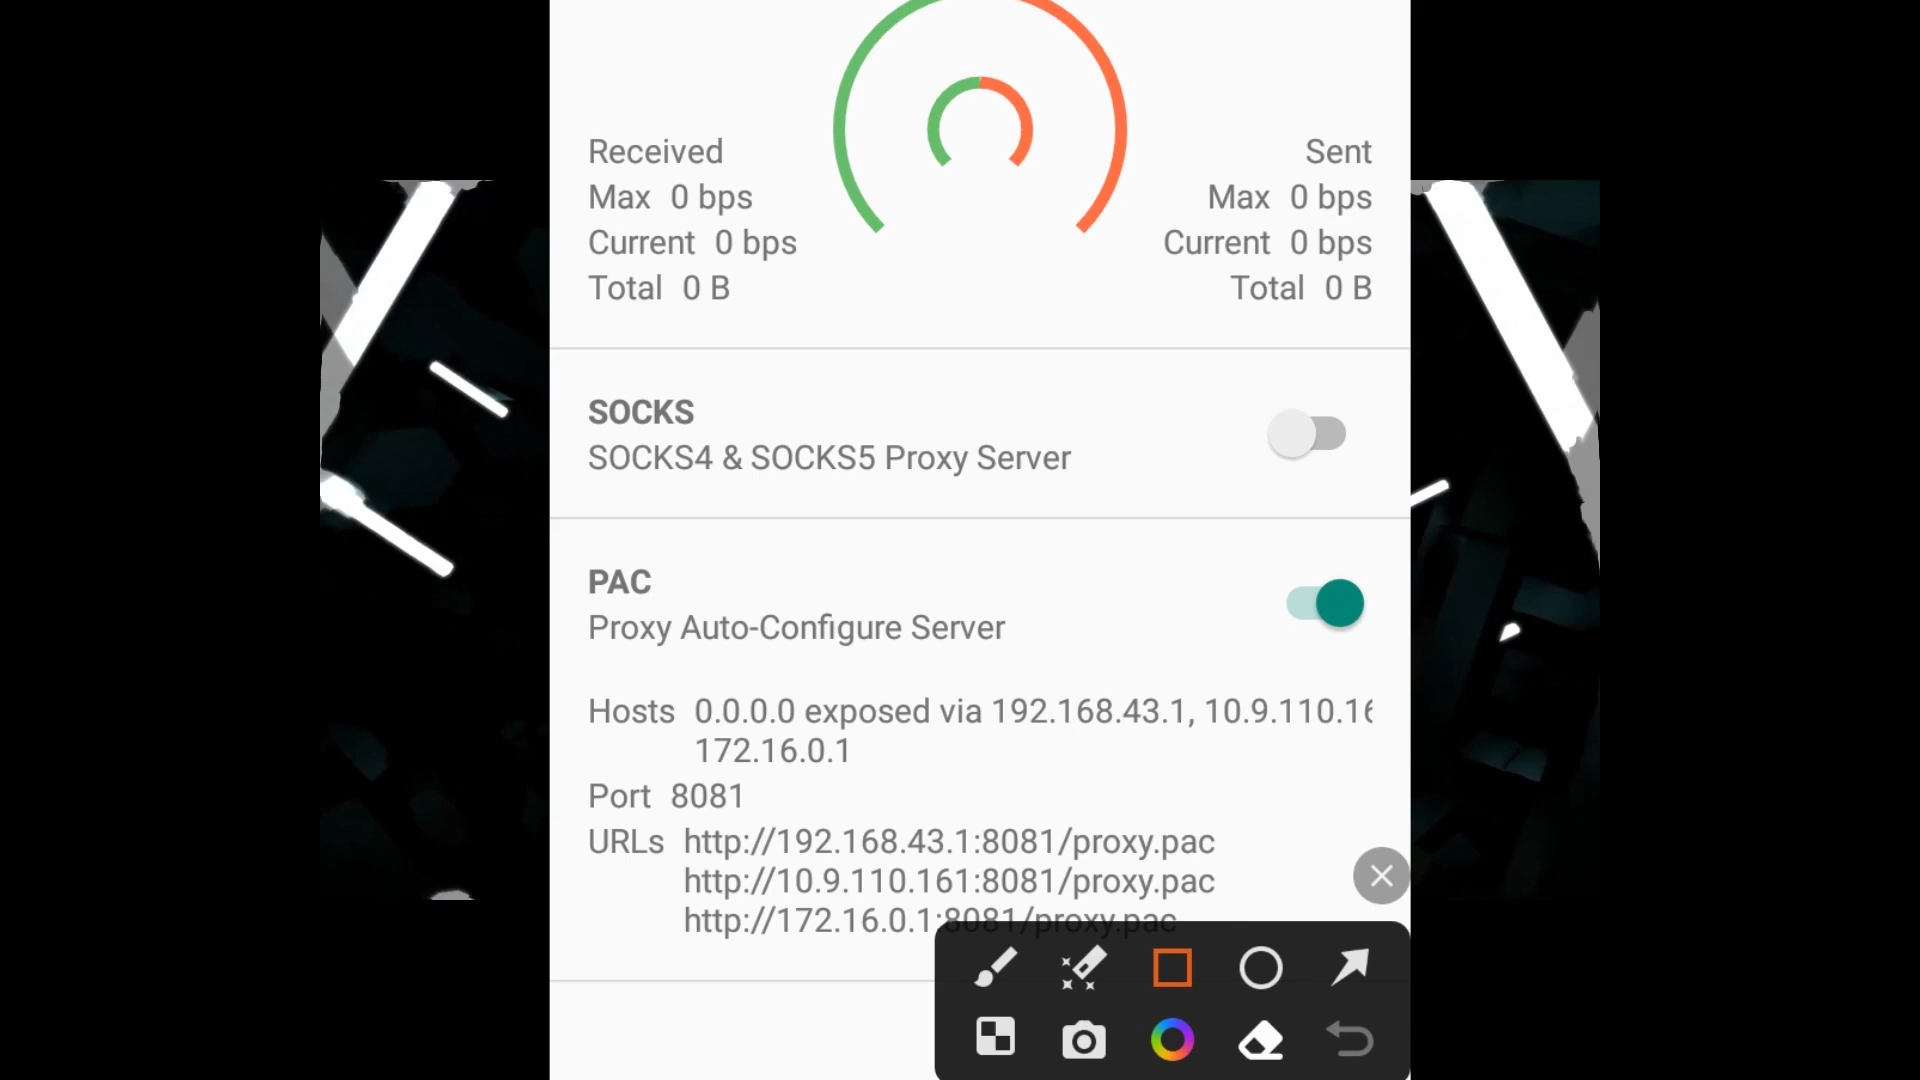 Received
Max 0 bps
Current 0 bps
Total 0 B
Sent
Max 0 bps
Current 0 bps
Total 0 B
SOCKS
SOCKS4 & SOCKS5 Proxy Server
PAC
Proxy Auto-Configure Server
Hosts 0.0.0.0 exposed via 192.168.43.1, 10.9.110.16
172.16.0.1
Port 8081
URLs http://192.168.43.1:8081/proxy.pac
http://10.9.110.161:8081/proxy.pac
http://172.16.0.1:8081/proxy.pac